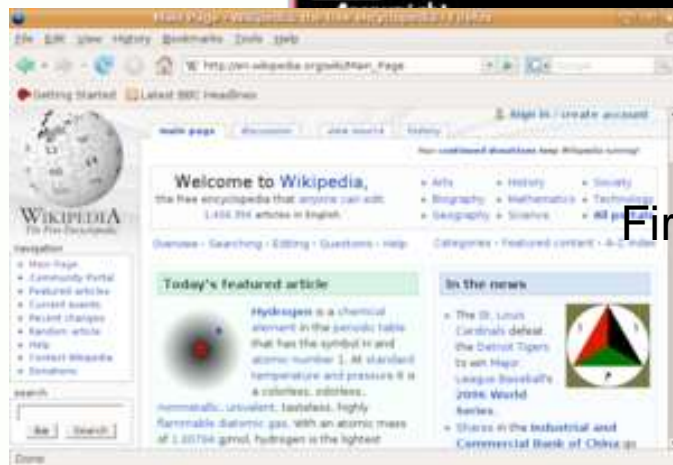 Main Page - Wikipedia, the free encyclopedia - Firefox
File Edit View History Bookmarks Tools Help
http://en.wikipedia.org/wiki/Main_Page
Getting Started Latest BBC Headlines
Sign in / create account
main page discussion view source history
Your continued donations keep Wikipedia running!
WIKIPEDIA
The Free Encyclopedia
navigation
Main Page
Community Portal
Featured articles
Current events
Recent changes
Random article
Help
Contact Wikipedia
Donations
search
Go Search
Welcome to Wikipedia,
the free encyclopedia that anyone can edit.
articles in English
Arts History Society
Biography Mathematics Technology
Geography Science All
Fir
Overview · Searching · Editing · Questions · Help
Categories · Featured content · A–Z index
Today's featured article
Hydrogen is a chemical
element in the periodic table
that has the symbol H and
atomic number 1. At standard
temperature and pressure it is
a colorless, odorless,
nonmetallic, univalent, tasteless, highly
flammable diatomic gas. With an atomic mass
of 1.00794 g/mol, hydrogen is the lightest
In the news
The St. Louis
Cardinals defeat
the Detroit Tigers
to win Major
League Baseball's
2006 World
Series.
Shares in the Industrial and
Commercial Bank of China go
Done